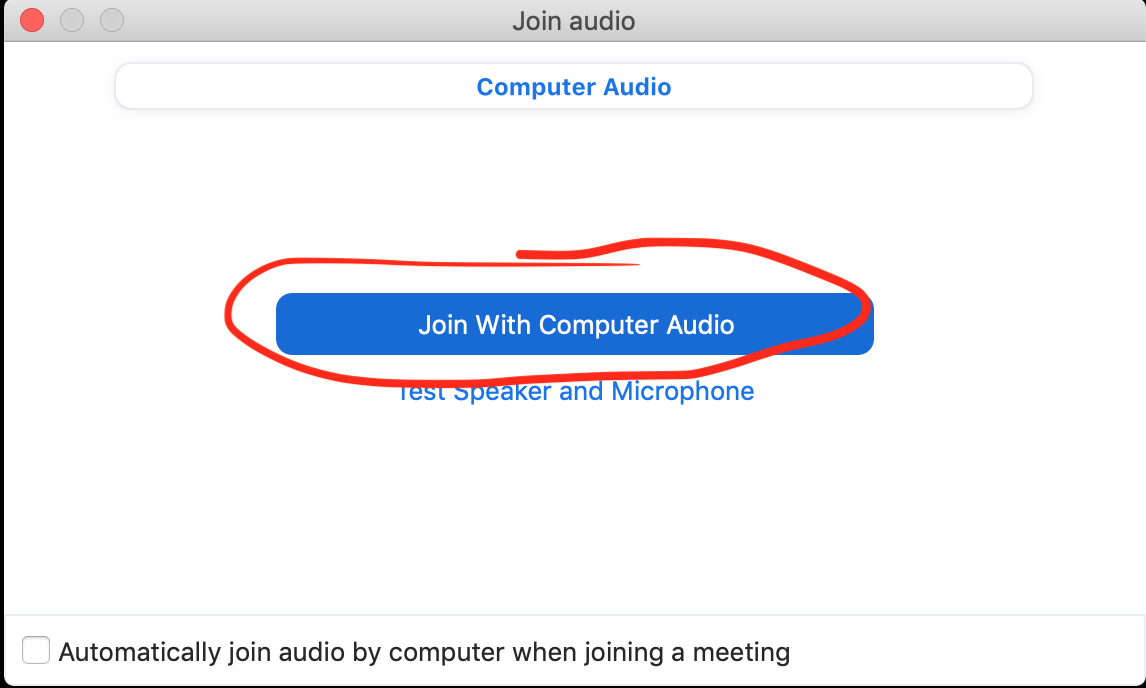 Join audio
Computer Audio
Join With Computer Audio
Test Speaker and Microphone
Automatically join audio by computer when joining a meeting